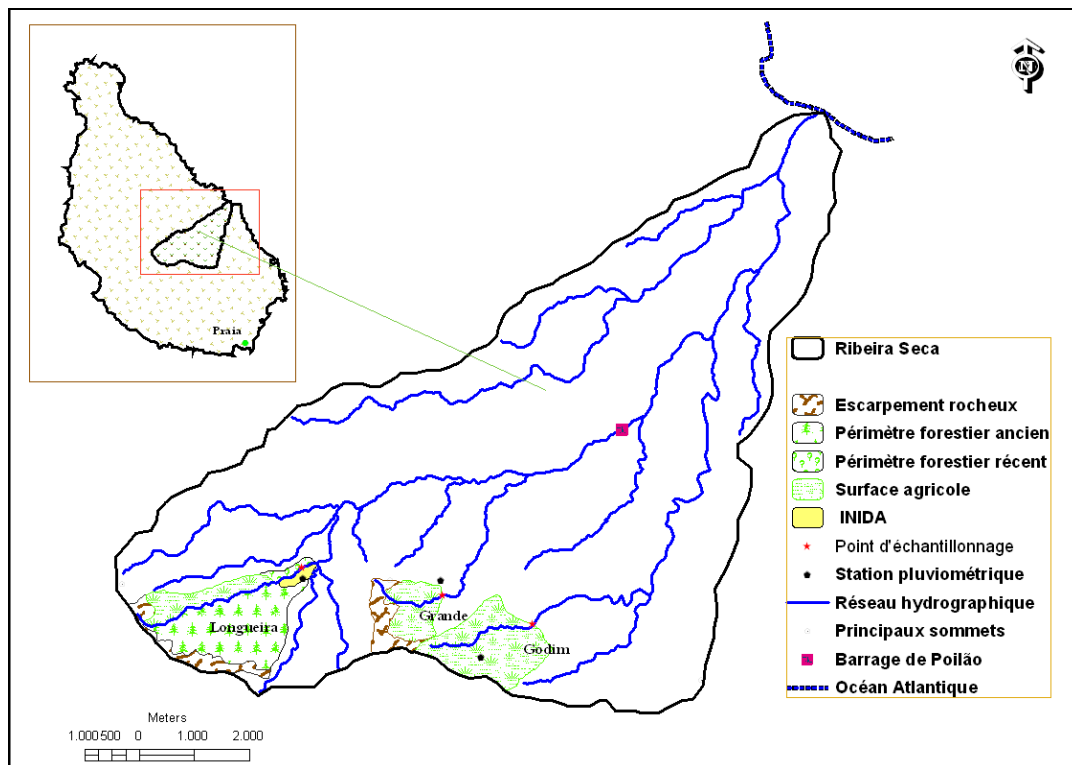 N
Praia
Ribeira Seca
Escarpement rocheux
Périmètre forestier ancien
Périmètre forestier récent
Surface agricole
INIDA
Point d'échantillonnage
Station pluviométrique
Réseau hydrographique
Principaux sommets
Barrage de Poilão
Océan Atlantique
Longueira
Grande
Godim
Meters
1.000 500 0 1.000 2.000